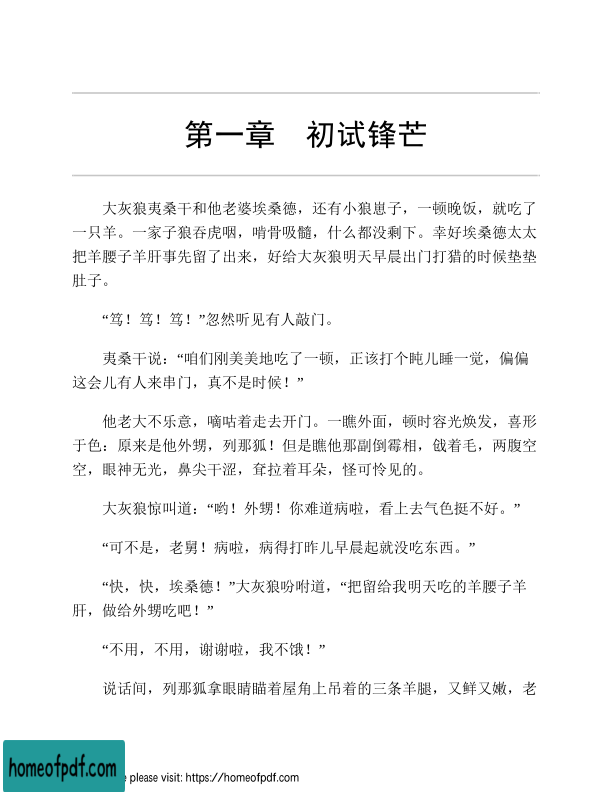 第一章　初试锋芒
大灰狼夷桑干和他老婆埃桑德，还有小狼崽子，一顿晚饭，就吃了
一只羊。一家子狼吞虎咽，啃骨吸髓，什么都没剩下。幸好埃桑德太太
把羊腰子羊肝事先留了出来，好给大灰狼明天早晨出门打猎的时候垫垫
肚子。
“笃！笃！笃！”忽然听见有人敲门。
夷桑干说：“咱们刚美美地吃了一顿，正该打个盹儿睡一觉，偏偏
这会儿有人来串门，真不是时候！”
他老大不乐意，嘀咕着走去开门。一瞧外面，顿时容光焕发，喜形
于色：原来是他外甥，列那狐！但是瞧他那副倒霉相，戗着毛，两腹空
空，眼神无光，鼻尖干涩，耷拉着耳朵，怪可怜见的。
大灰狼惊叫道：“哟！外甥！你难道病啦，看上去气色挺不好。”
“可不是，老舅！病啦，病得打昨儿早晨起就没吃东西。”
“快，快，埃桑德！”大灰狼吩咐道，“把留给我明天吃的羊腰子羊
肝，做给外甥吃吧！”
“不用，不用，谢谢啦，我不饿！”
说话间，列那狐拿眼睛瞄着屋角上吊着的三条羊腿，又鲜又嫩，老
homeofpdf.com
e please visit: https://homeofpdf.com